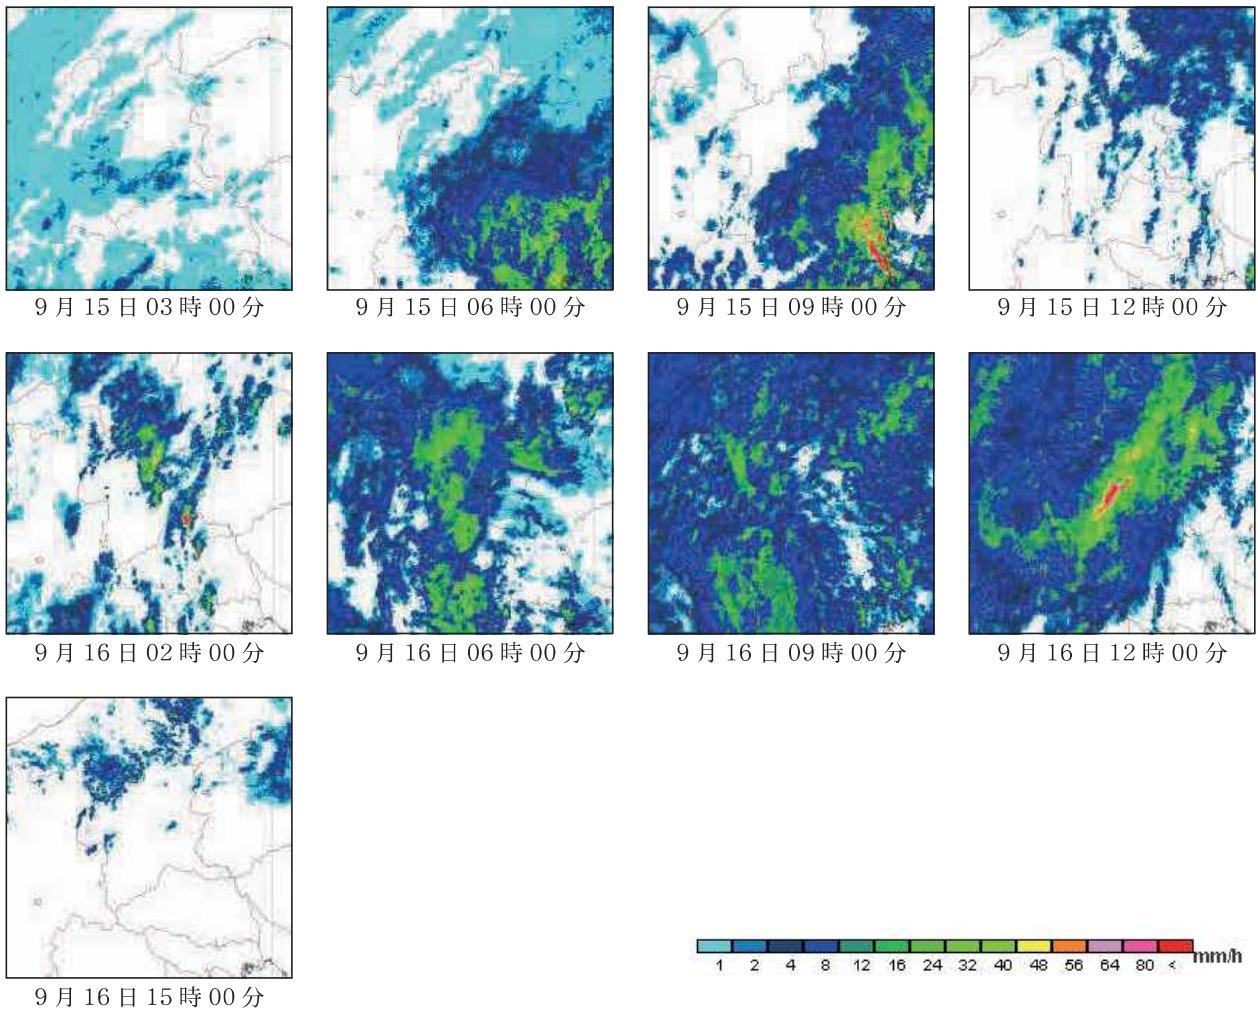 9月15日03時00分 9月15日06時00分 9月15日09時00分 9月15日12時00分
9月16日02時00分 9月16日06時00分 9月16日09時00分 9月16日12時00分
9月16日15時00分
1 2 4 8 12 16 24 32 40 48 56 64 80 < mm/h